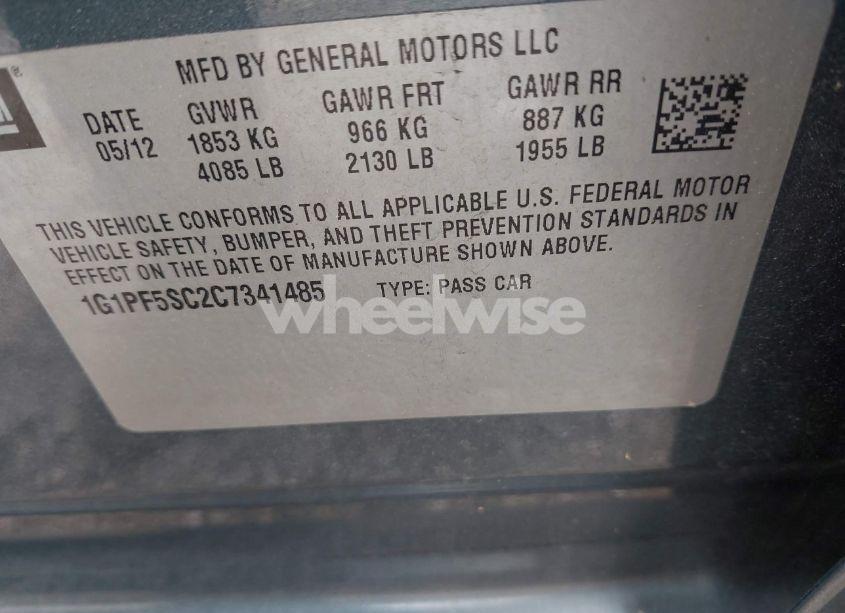 MFD BY GENERAL MOTORS LLC
DATE GVWR GAWR FRT GAWR RR
05/12 1853 KG 966 KG 887 KG
4085 LB 2130 LB 1955 LB
THIS VEHICLE CONFORMS TO ALL APPLICABLE U.S. FEDERAL MOTOR
VEHICLE SAFETY, BUMPER, AND THEFT PREVENTION STANDARDS IN
EFFECT ON THE DATE OF MANUFACTURE SHOWN ABOVE.
1G1PF5SC2C7341485 TYPE: PASS CAR
wheelwise